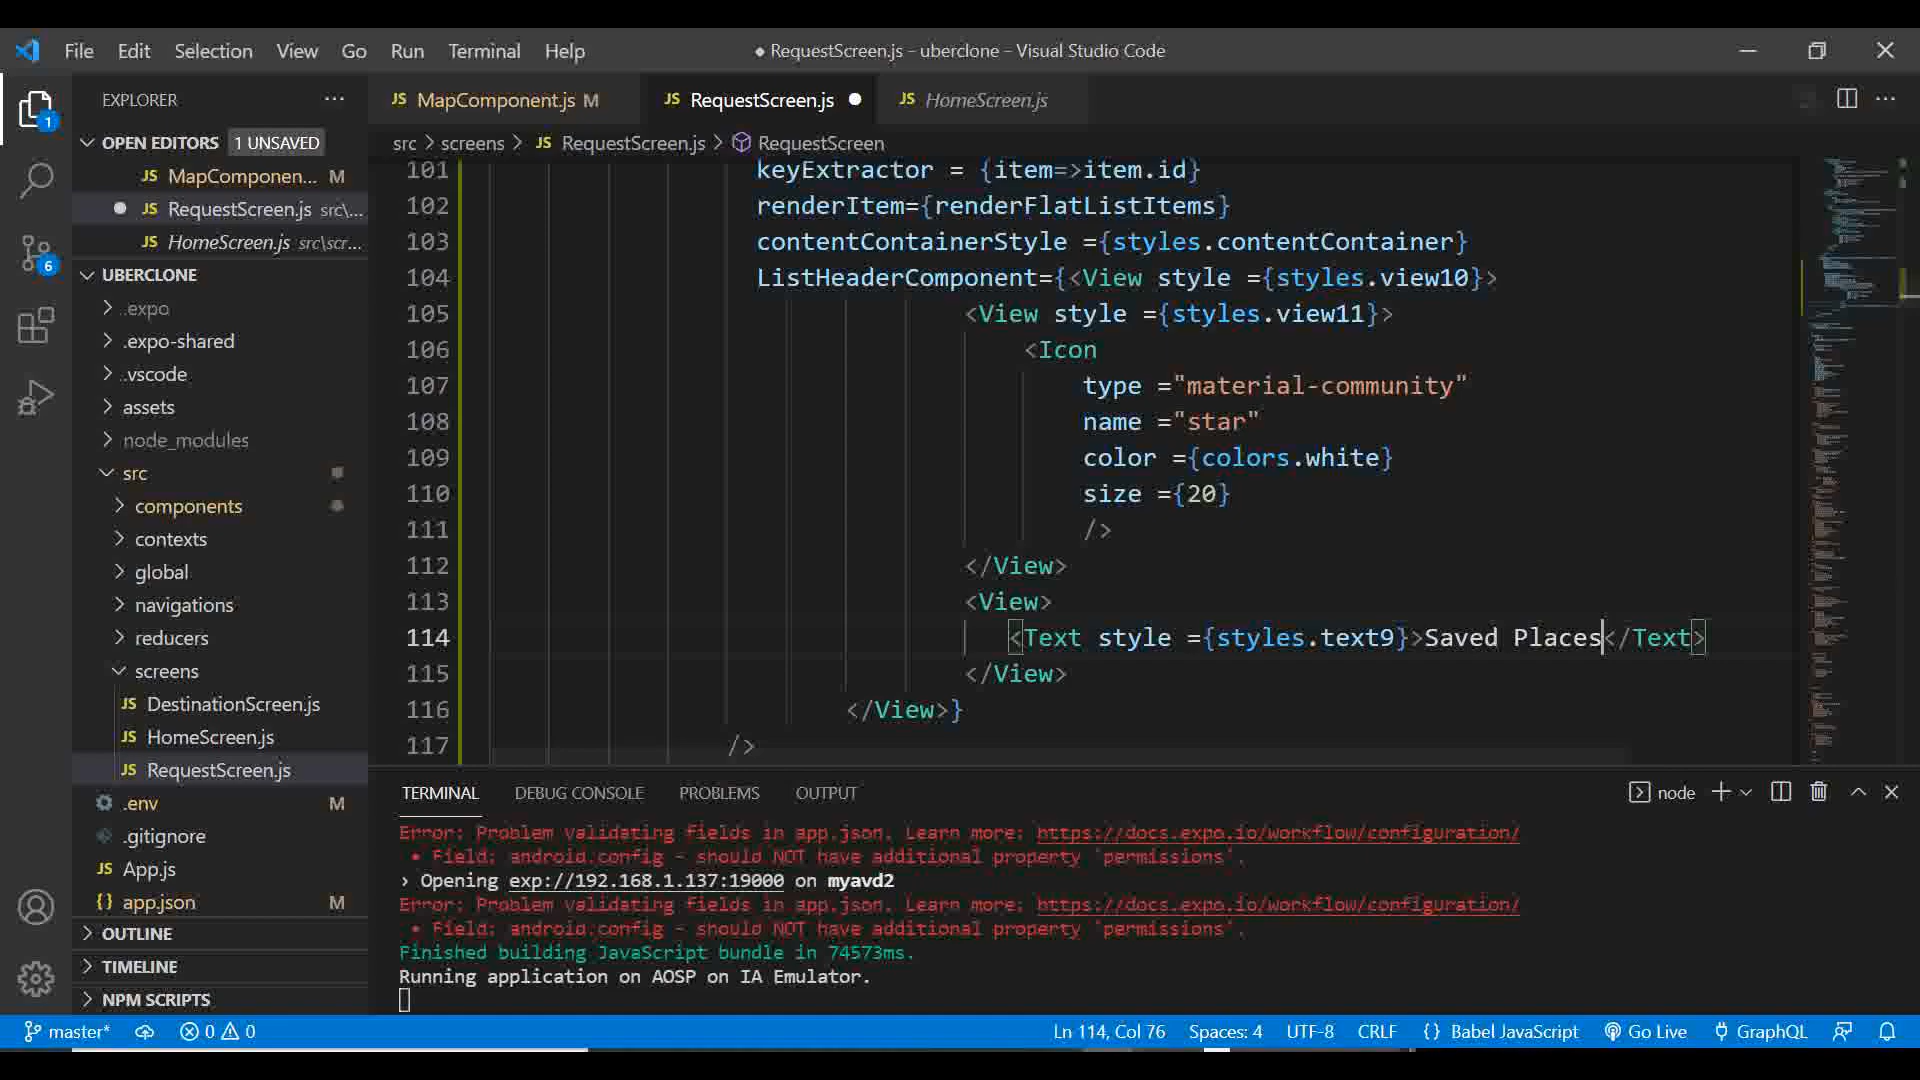 File Edit Selection View Go Run Terminal Help
● RequestScreen.js - uberclone - Visual Studio Code
EXPLORER ···
OPEN EDITORS 1 UNSAVED
JS MapComponen... M
● JS RequestScreen.js src\...
JS HomeScreen.js src\scr...
UBERCLONE
.expo
.expo-shared
.vscode
assets
node_modules
src
components
contexts
global
navigations
reducers
screens
JS DestinationScreen.js
JS HomeScreen.js
JS RequestScreen.js
.env M
.gitignore
JS App.js
{} app.json M
OUTLINE
TIMELINE
NPM SCRIPTS
1
6
JS MapComponent.js M
JS RequestScreen.js ●
JS HomeScreen.js
src > screens > JS RequestScreen.js > RequestScreen
101 keyExtractor = {item=>item.id}
102 renderItem={renderFlatListItems}
103 contentContainerStyle ={styles.contentContainer}
104 ListHeaderComponent={<View style ={styles.view10}>
105 <View style ={styles.view11}>
106 <Icon
107 type ="material-community"
108 name ="star"
109 color ={colors.white}
110 size ={20}
111 />
112 </View>
113 <View>
114 <Text style ={styles.text9}>Saved Places</Text>
115 </View>
116 </View>}
117 />
TERMINAL DEBUG CONSOLE PROBLEMS OUTPUT
node
Error: Problem validating fields in app.json. Learn more: https://docs.expo.io/workflow/configuration/
• Field: android.config - should NOT have additional property 'permissions'.
› Opening exp://192.168.1.137:19000 on myavd2
Error: Problem validating fields in app.json. Learn more: https://docs.expo.io/workflow/configuration/
• Field: android.config - should NOT have additional property 'permissions'.
Finished building JavaScript bundle in 74573ms.
Running application on AOSP on IA Emulator.
master* 0 0 Ln 114, Col 76 Spaces: 4 UTF-8 CRLF {} Babel JavaScript Go Live GraphQL